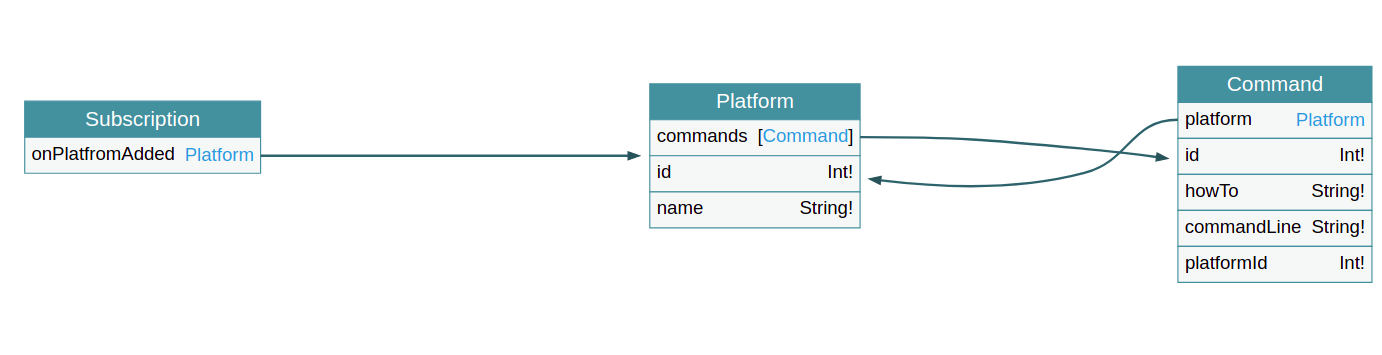 Subscription
onPlatfromAdded Platform
Platform
commands [Command]
id Int!
name String!
Command
platform Platform
id Int!
howTo String!
commandLine String!
platformId Int!